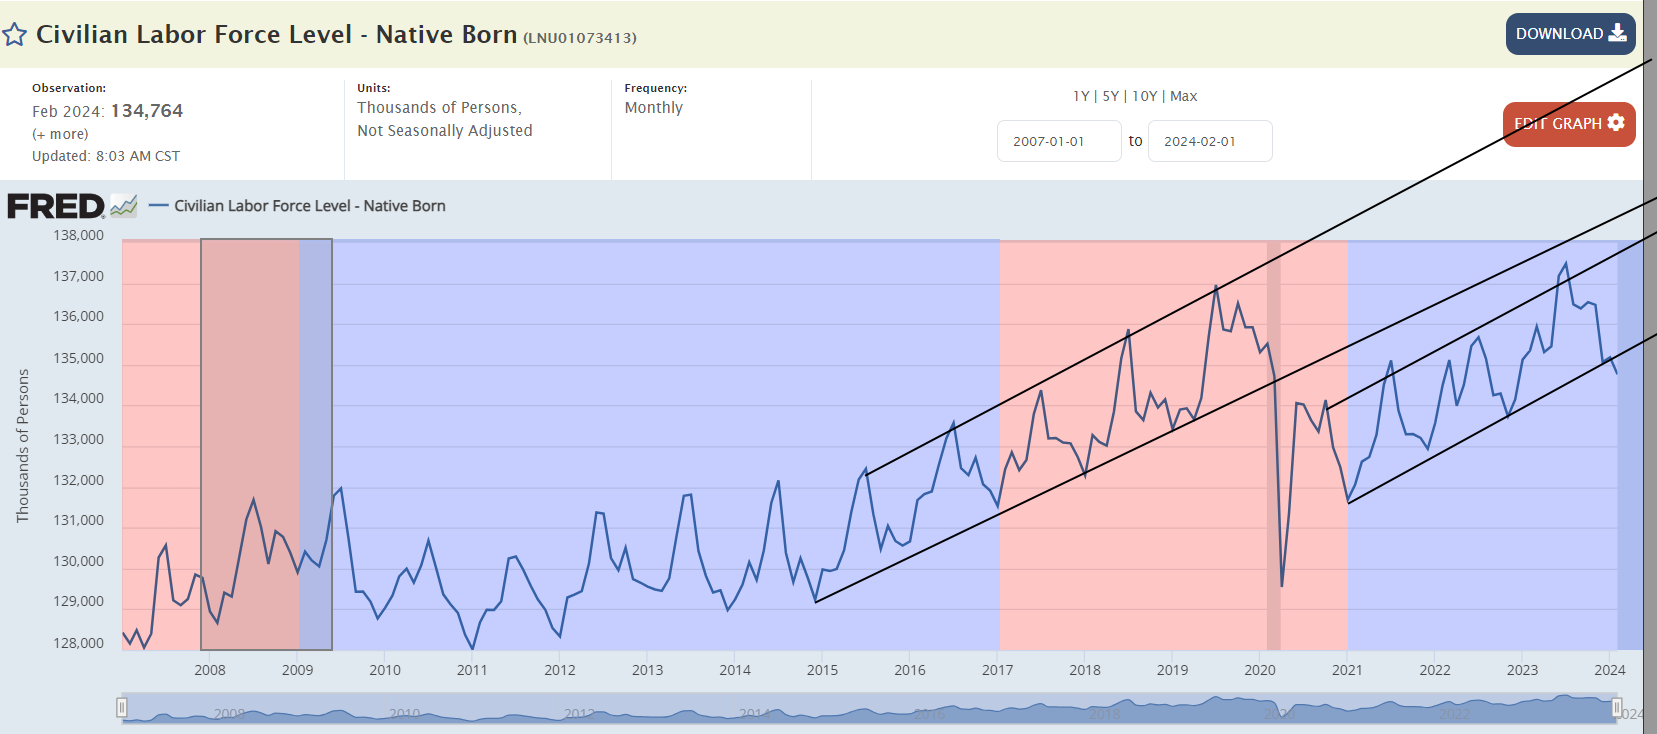 Civilian Labor Force Level - Native Born (LNU01073413)
DOWNLOAD
Observation:
Feb 2024: 134,764
(+ more)
Updated: 8:03 AM CST
Units:
Thousands of Persons,
Not Seasonally Adjusted
Frequency:
Monthly
1Y | 5Y | 10Y | Max
2007-01-01 to 2024-02-01
EDIT GRAPH
FRED
Civilian Labor Force Level - Native Born
Thousands of Persons
138,000
137,000
136,000
135,000
134,000
133,000
132,000
131,000
130,000
129,000
128,000
2008 2009 2010 2011 2012 2013 2014 2015 2016 2017 2018 2019 2020 2021 2022 2023 2024
2008 2010 2012 2014 2016 2018 2020 2022 2024